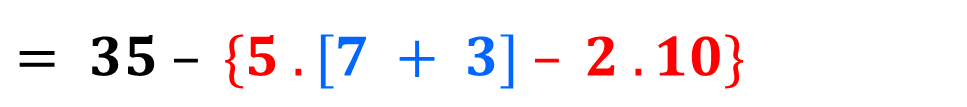 = 35 – {5 . [7 + 3] – 2 . 10}